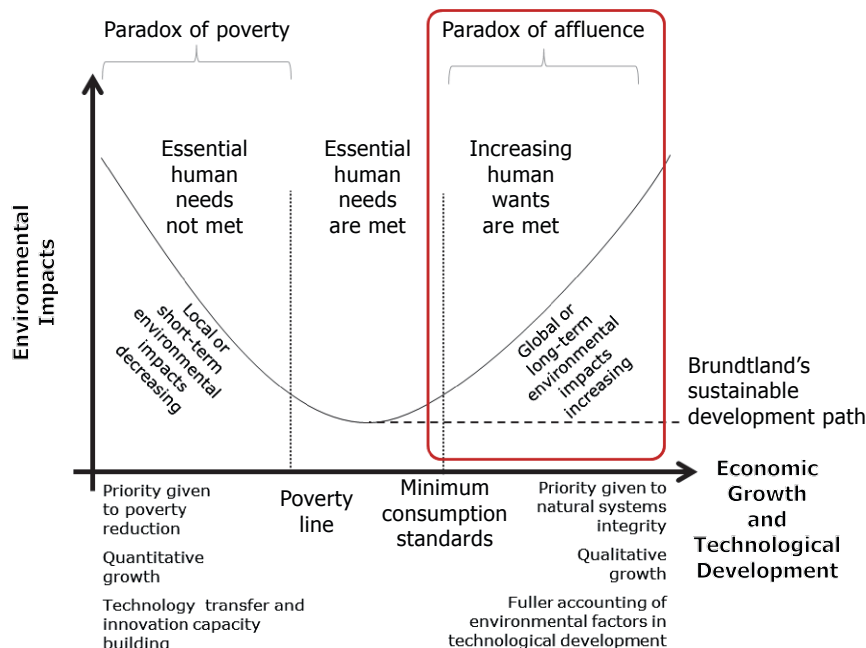 Paradox of poverty
Paradox of affluence
Essential
human
needs
not met
Essential
human
needs
are met
Increasing
human
wants
are met
Environmental
Impacts
Local or
short-term
environmental
impacts
decreasing
Global or
long-term
environmental
impacts
increasing
Brundtland’s
sustainable
development path
Economic
Growth
and
Technological
Development
Poverty
line
Minimum
consumption
standards
Priority given
to poverty
reduction
Quantitative
growth
Technology transfer and
innovation capacity
building
Priority given to
natural systems
integrity
Qualitative
growth
Fuller accounting of
environmental factors in
technological development